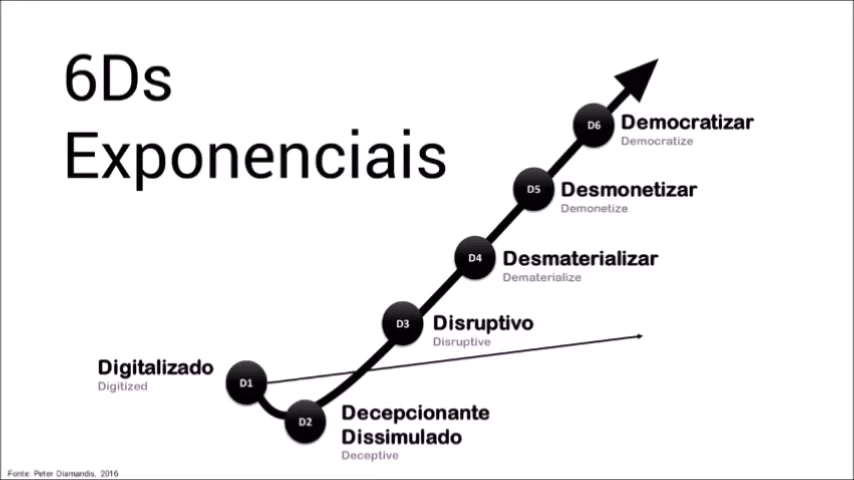 6Ds
Exponenciais
D6
Democratizar
Democratize
D5
Desmonetizar
Demonetize
D4
Desmaterializar
Dematerialize
D3
Disruptivo
Disruptive
Digitalizado
Digitized
D1
D2
Decepcionante
Dissimulado
Deceptive
Fonte: Peter Diamandis, 2016